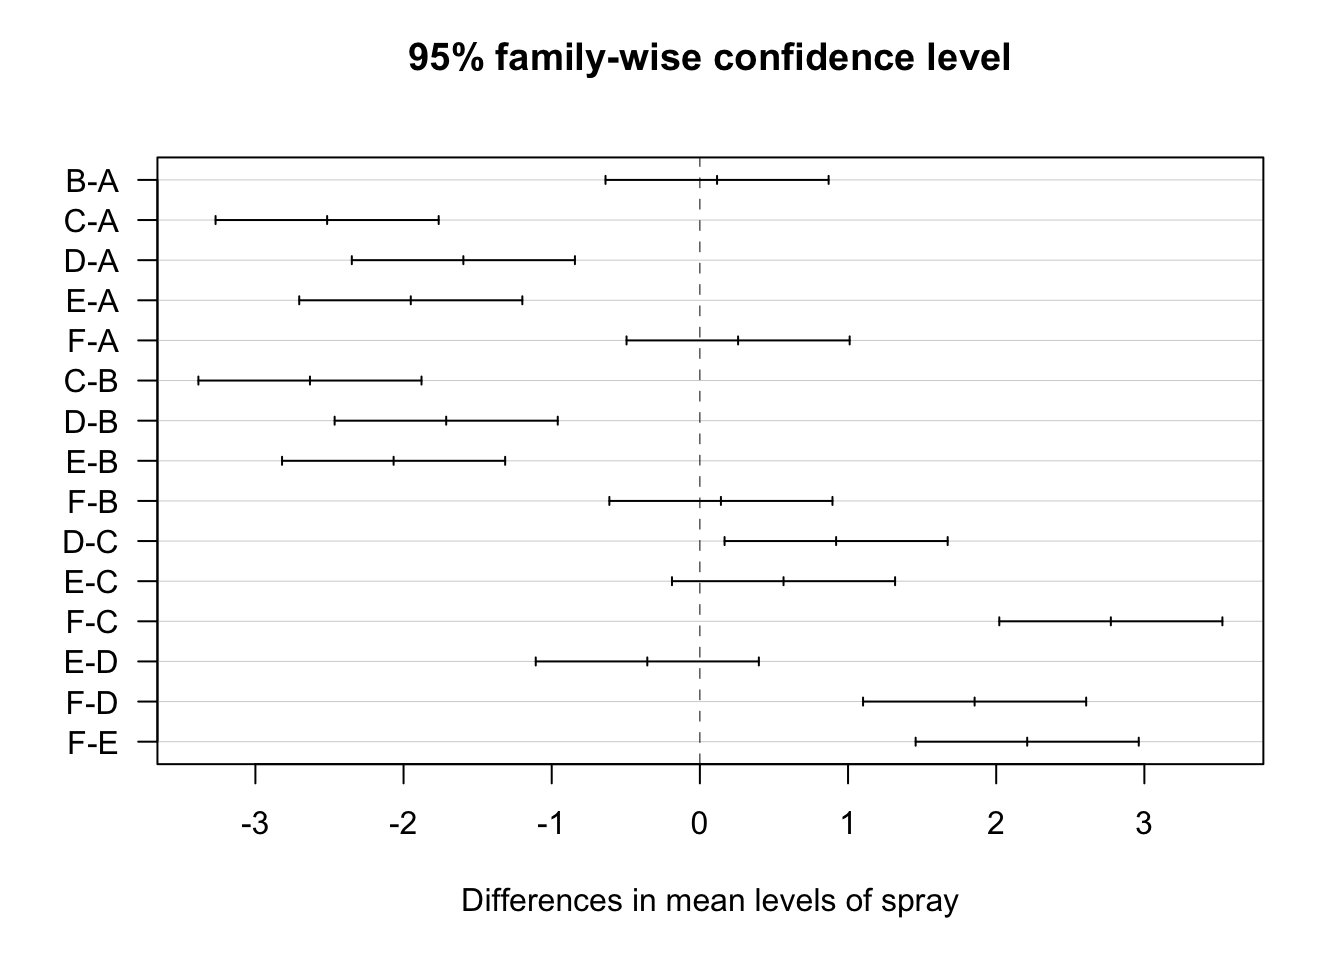 95% family-wise confidence level
B-A
C-A
D-A
E-A
F-A
C-B
D-B
E-B
F-B
D-C
E-C
F-C
E-D
F-D
F-E
-3 -2 -1 0 1 2 3
Differences in mean levels of spray